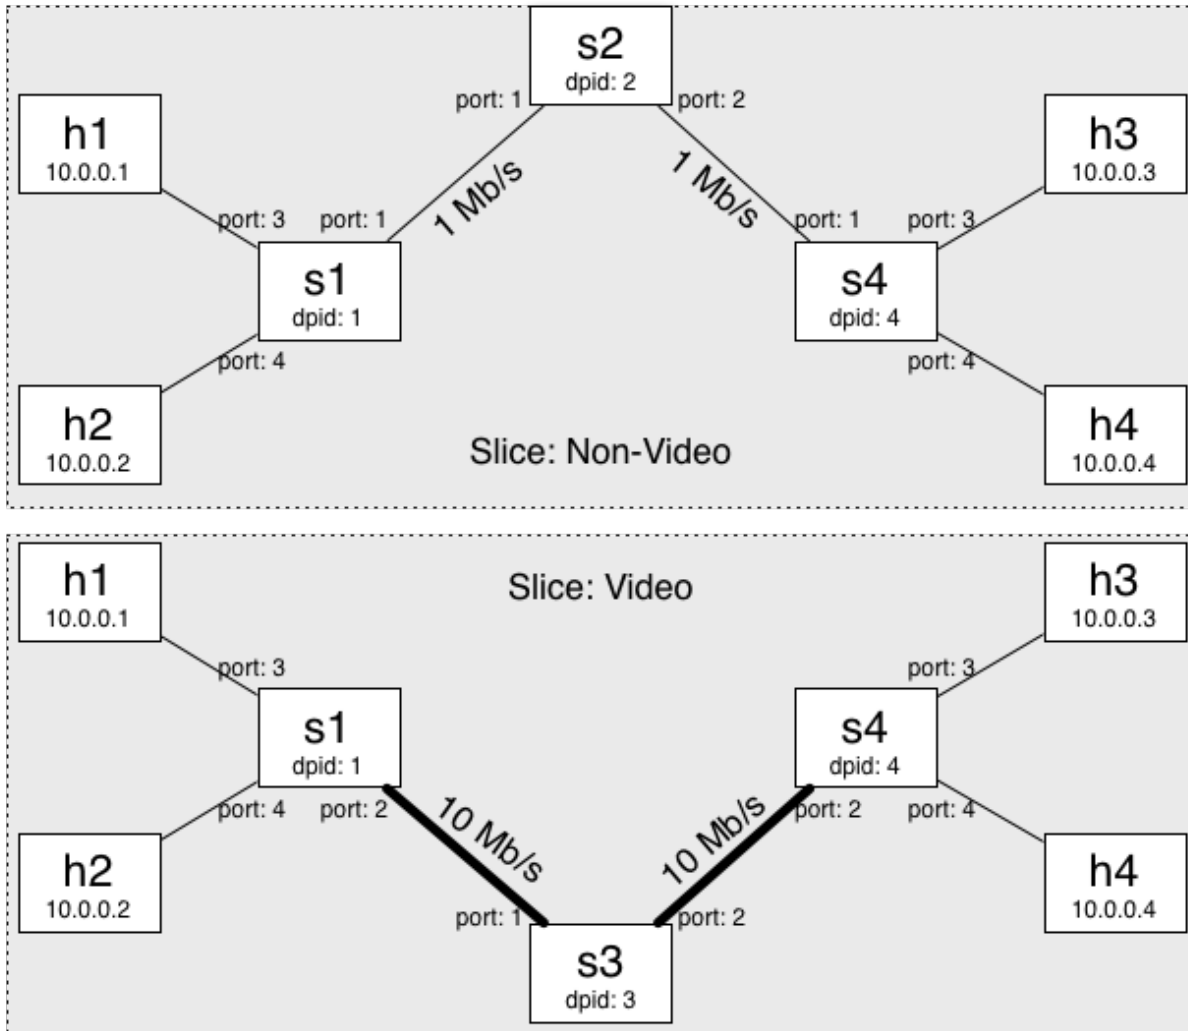 s2
dpid: 2
port: 1
port: 2
h1
10.0.0.1
h3
10.0.0.3
1 Mb/s
1 Mb/s
port: 3
port: 1
port: 1
port: 3
s1
dpid: 1
s4
dpid: 4
port: 4
port: 4
h2
10.0.0.2
Slice: Non-Video
h4
10.0.0.4
h1
10.0.0.1
Slice: Video
h3
10.0.0.3
port: 3
port: 3
s1
dpid: 1
s4
dpid: 4
port: 4
port: 2
port: 2
port: 4
10 Mb/s
10 Mb/s
h2
10.0.0.2
h4
10.0.0.4
port: 1
port: 2
s3
dpid: 3